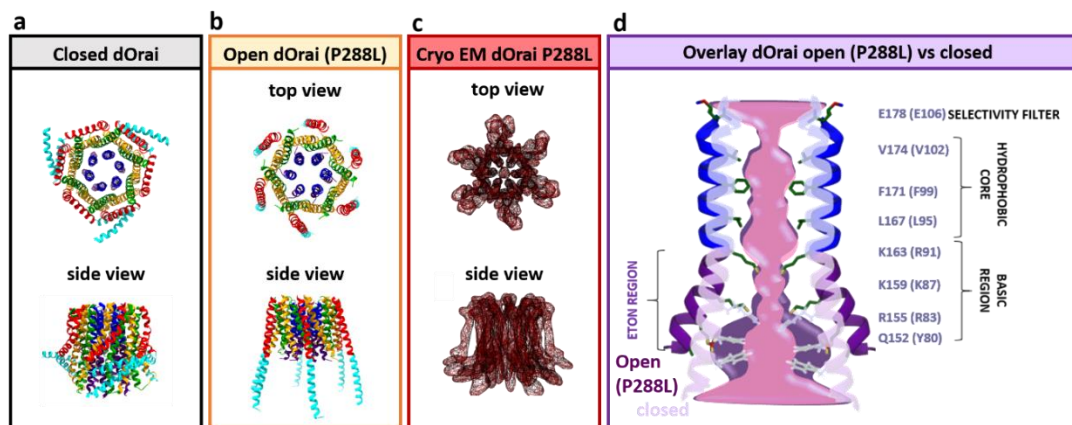 a
Closed dOrai
side view
b
Open dOrai (P288L)
top view
side view
c
Cryo EM dOrai P288L
top view
side view
d
Overlay dOrai open (P288L) vs closed
E178 (E106) SELECTIVITY FILTER
V174 (V102)
F171 (F99)
L167 (L95)
HYDROPHOBIC
CORE
K163 (R91)
K159 (K87)
R155 (R83)
Q152 (Y80)
BASIC
REGION
ETON REGION
Open
(P288L)
closed